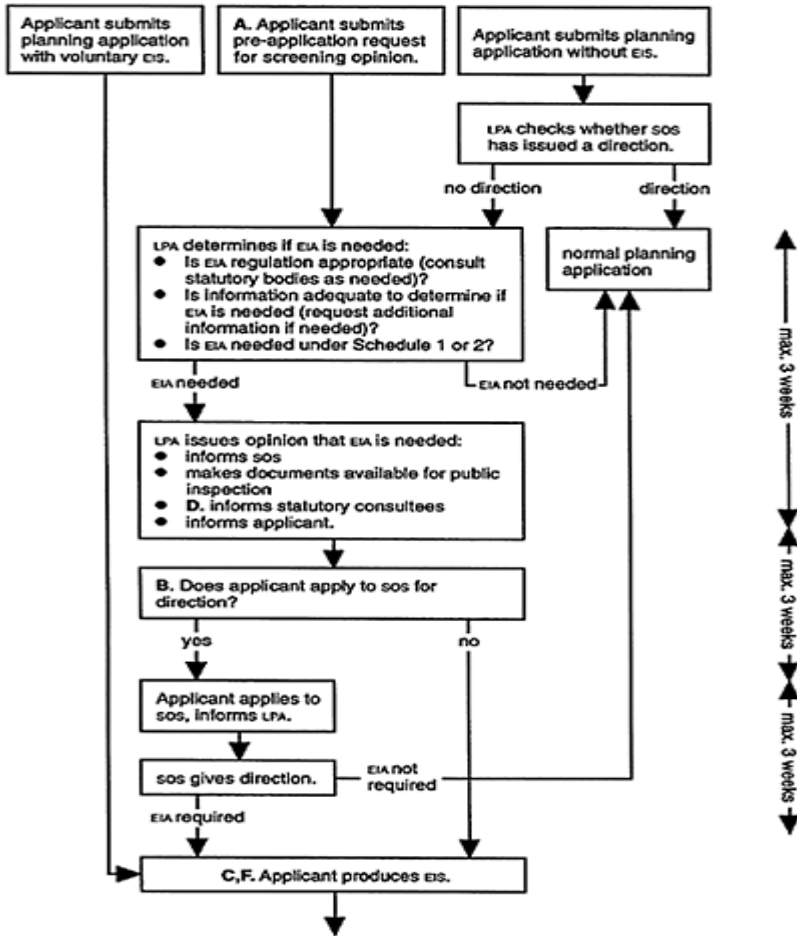 Applicant submits
planning application
with voluntary EIS.
A. Applicant submits
pre-application request
for screening opinion.
Applicant submits planning
application without EIS.
LPA checks whether SOS
has issued a direction.
no direction
direction
LPA determines if EIA is needed:
● Is EIA regulation appropriate (consult
statutory bodies as needed)?
● Is information adequate to determine if
EIA is needed (request additional
information if needed)?
● Is EIA needed under Schedule 1 or 2?
normal planning
application
EIA needed
EIA not needed
max. 3 weeks
LPA issues opinion that EIA is needed:
● informs SOS
● makes documents available for public
inspection
● D. informs statutory consultees
● informs applicant.
B. Does applicant apply to SOS for
direction?
max. 3 weeks
yes
no
Applicant applies to
SOS, informs LPA.
SOS gives direction.
EIA not
required
max. 3 weeks
EIA required
C,F. Applicant produces EIS.